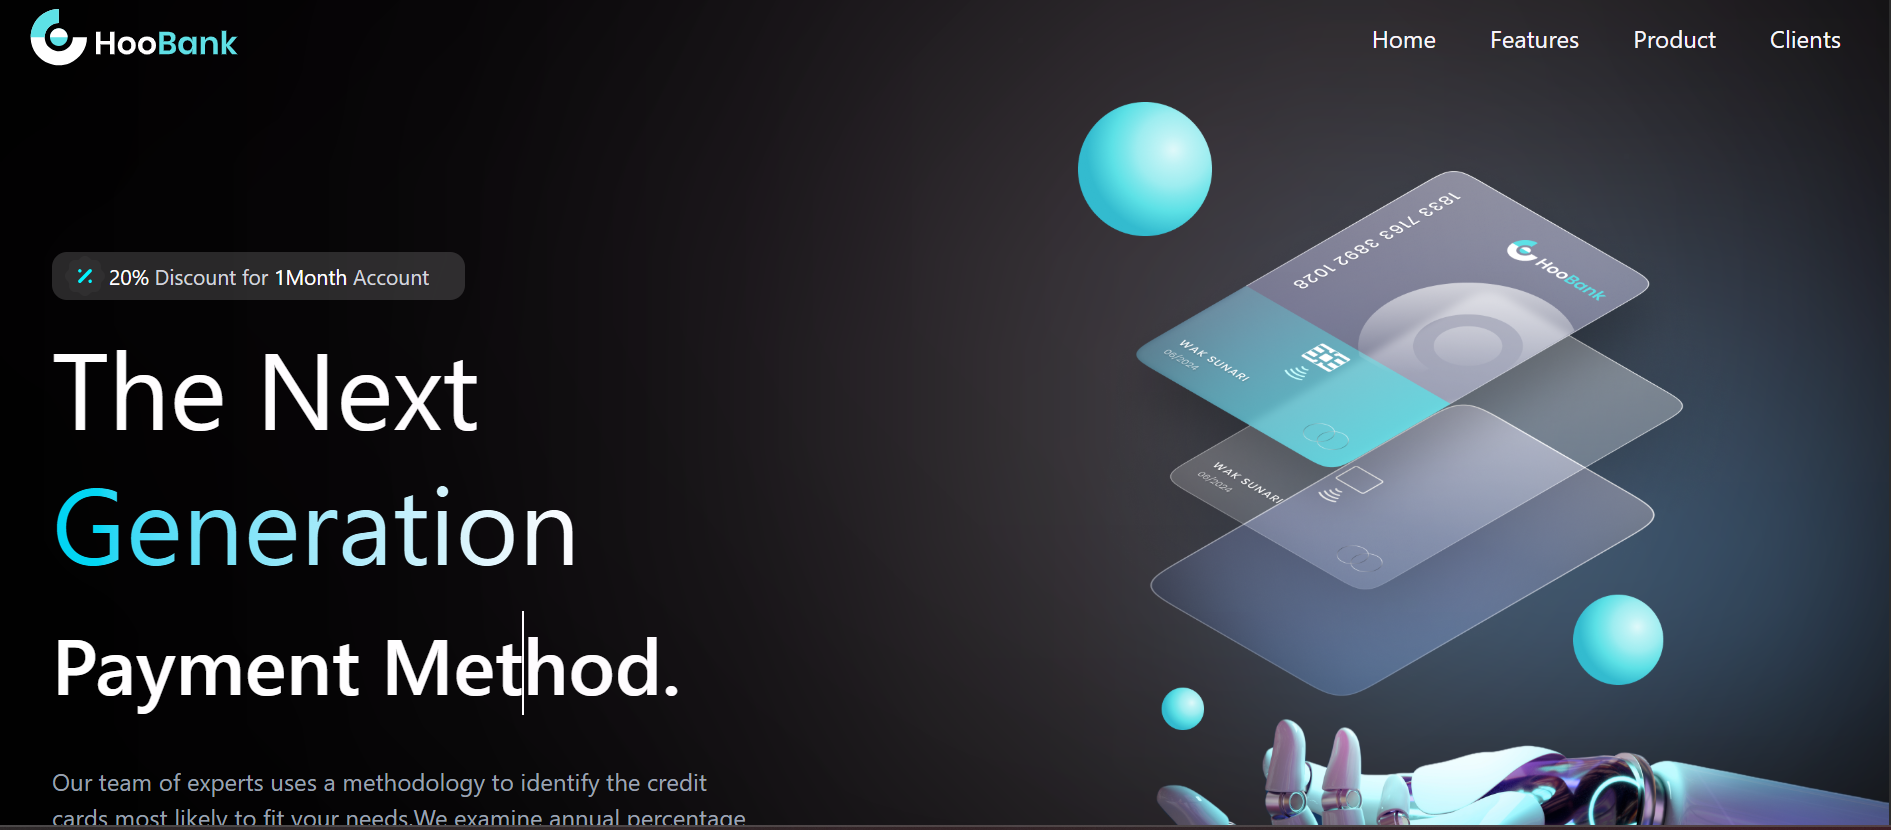 HooBank
Home
Features
Product
Clients
20% Discount for 1Month Account
The Next
Generation
Payment Method.
Our team of experts uses a methodology to identify the credit
cards most likely to fit your needs.We examine annual percentage
1833 7163 3892 1028
HooBank
WAK SUNARI
08/2024
WAK SUNARI
08/2024